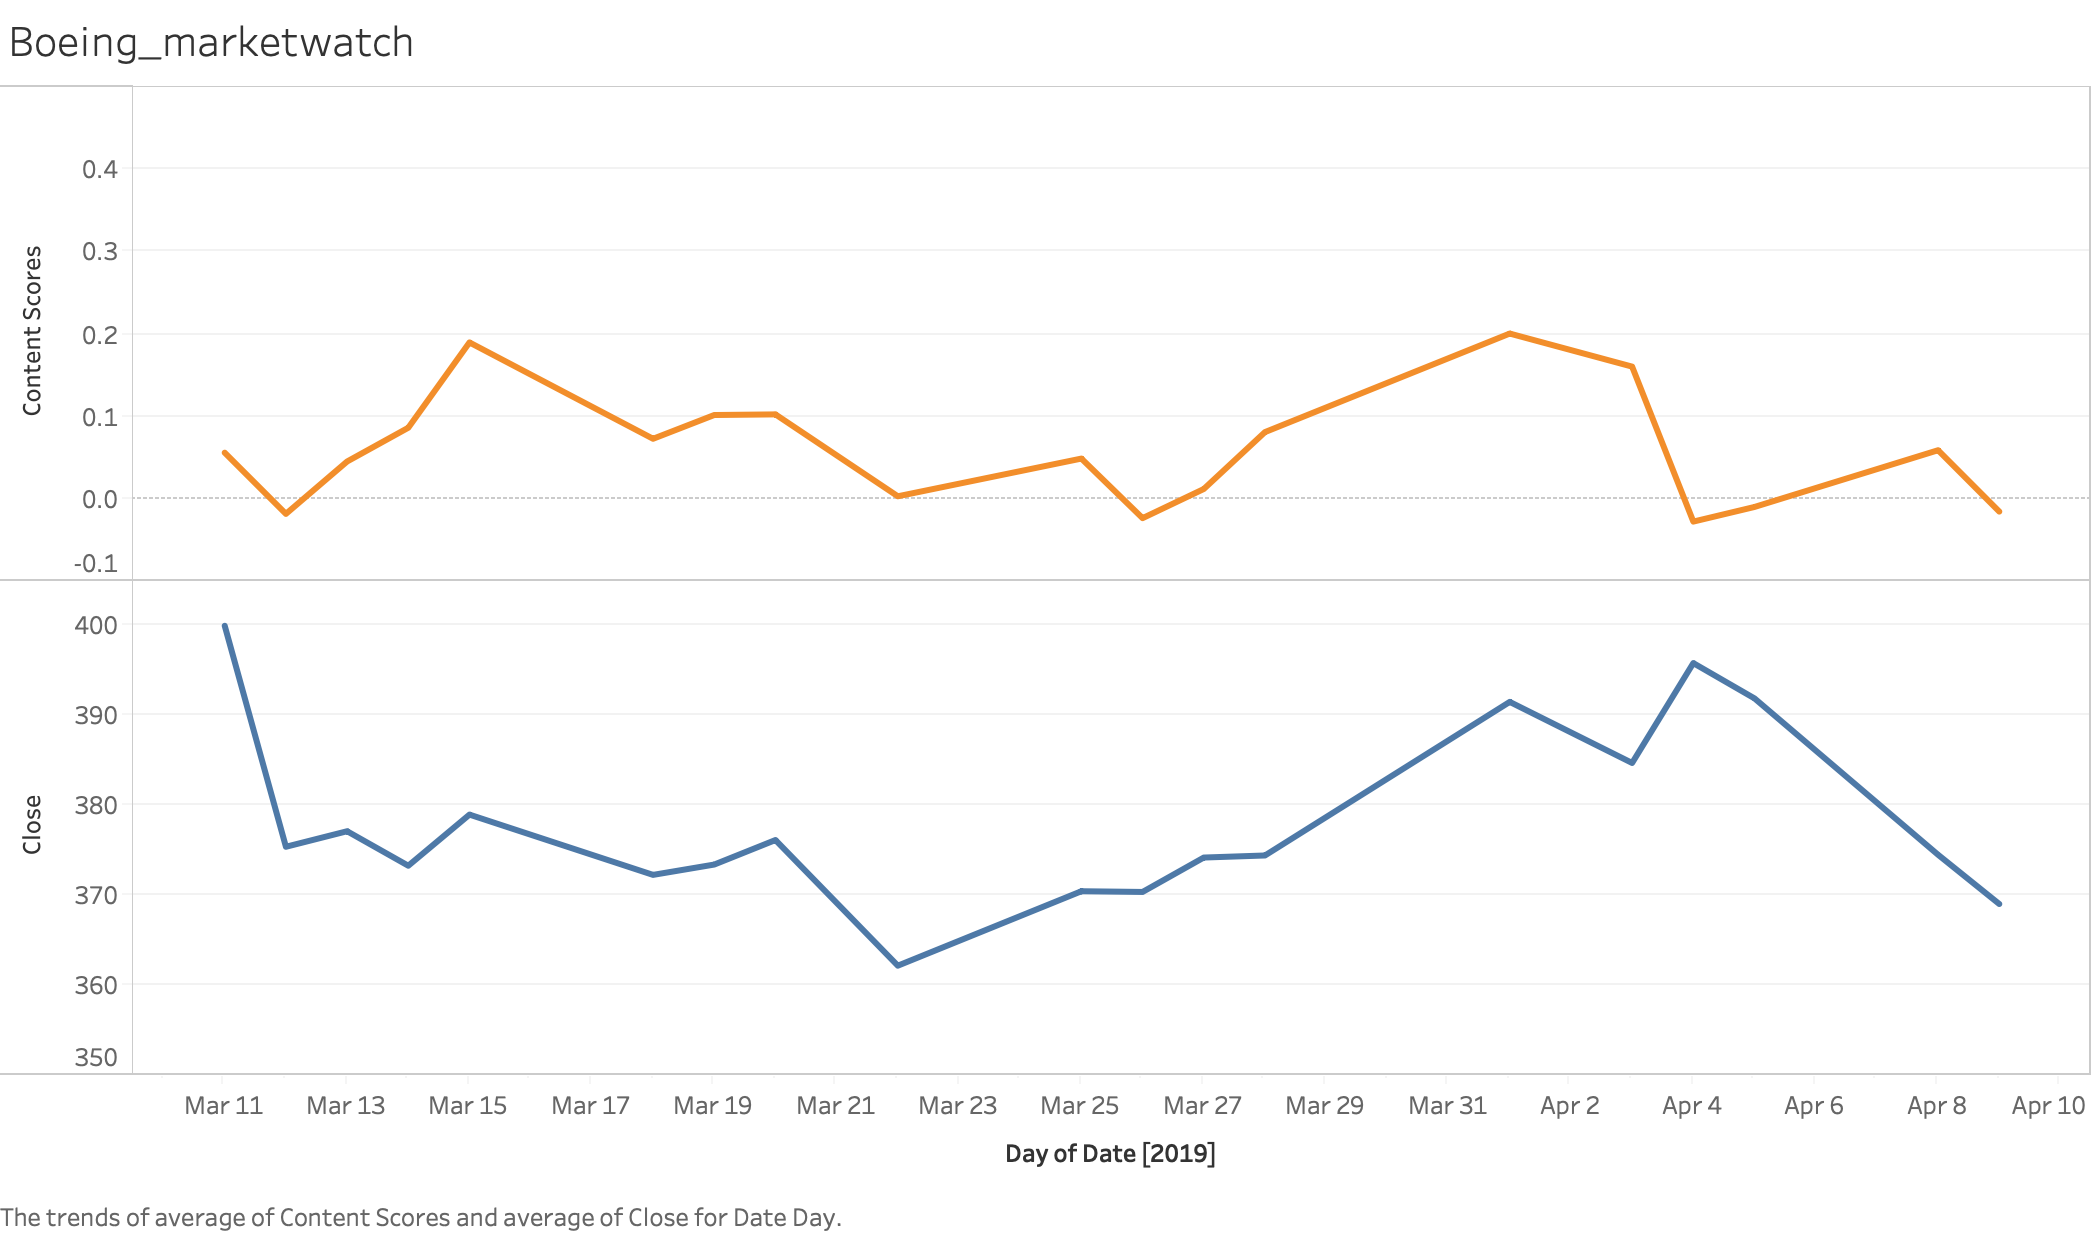 Boeing_marketwatch
Content Scores
0.4
0.3
0.2
0.1
0.0
-0.1
Close
400
390
380
370
360
350
Mar 11 Mar 13 Mar 15 Mar 17 Mar 19 Mar 21 Mar 23 Mar 25 Mar 27 Mar 29 Mar 31 Apr 2 Apr 4 Apr 6 Apr 8 Apr 10
Day of Date [2019]
The trends of average of Content Scores and average of Close for Date Day.